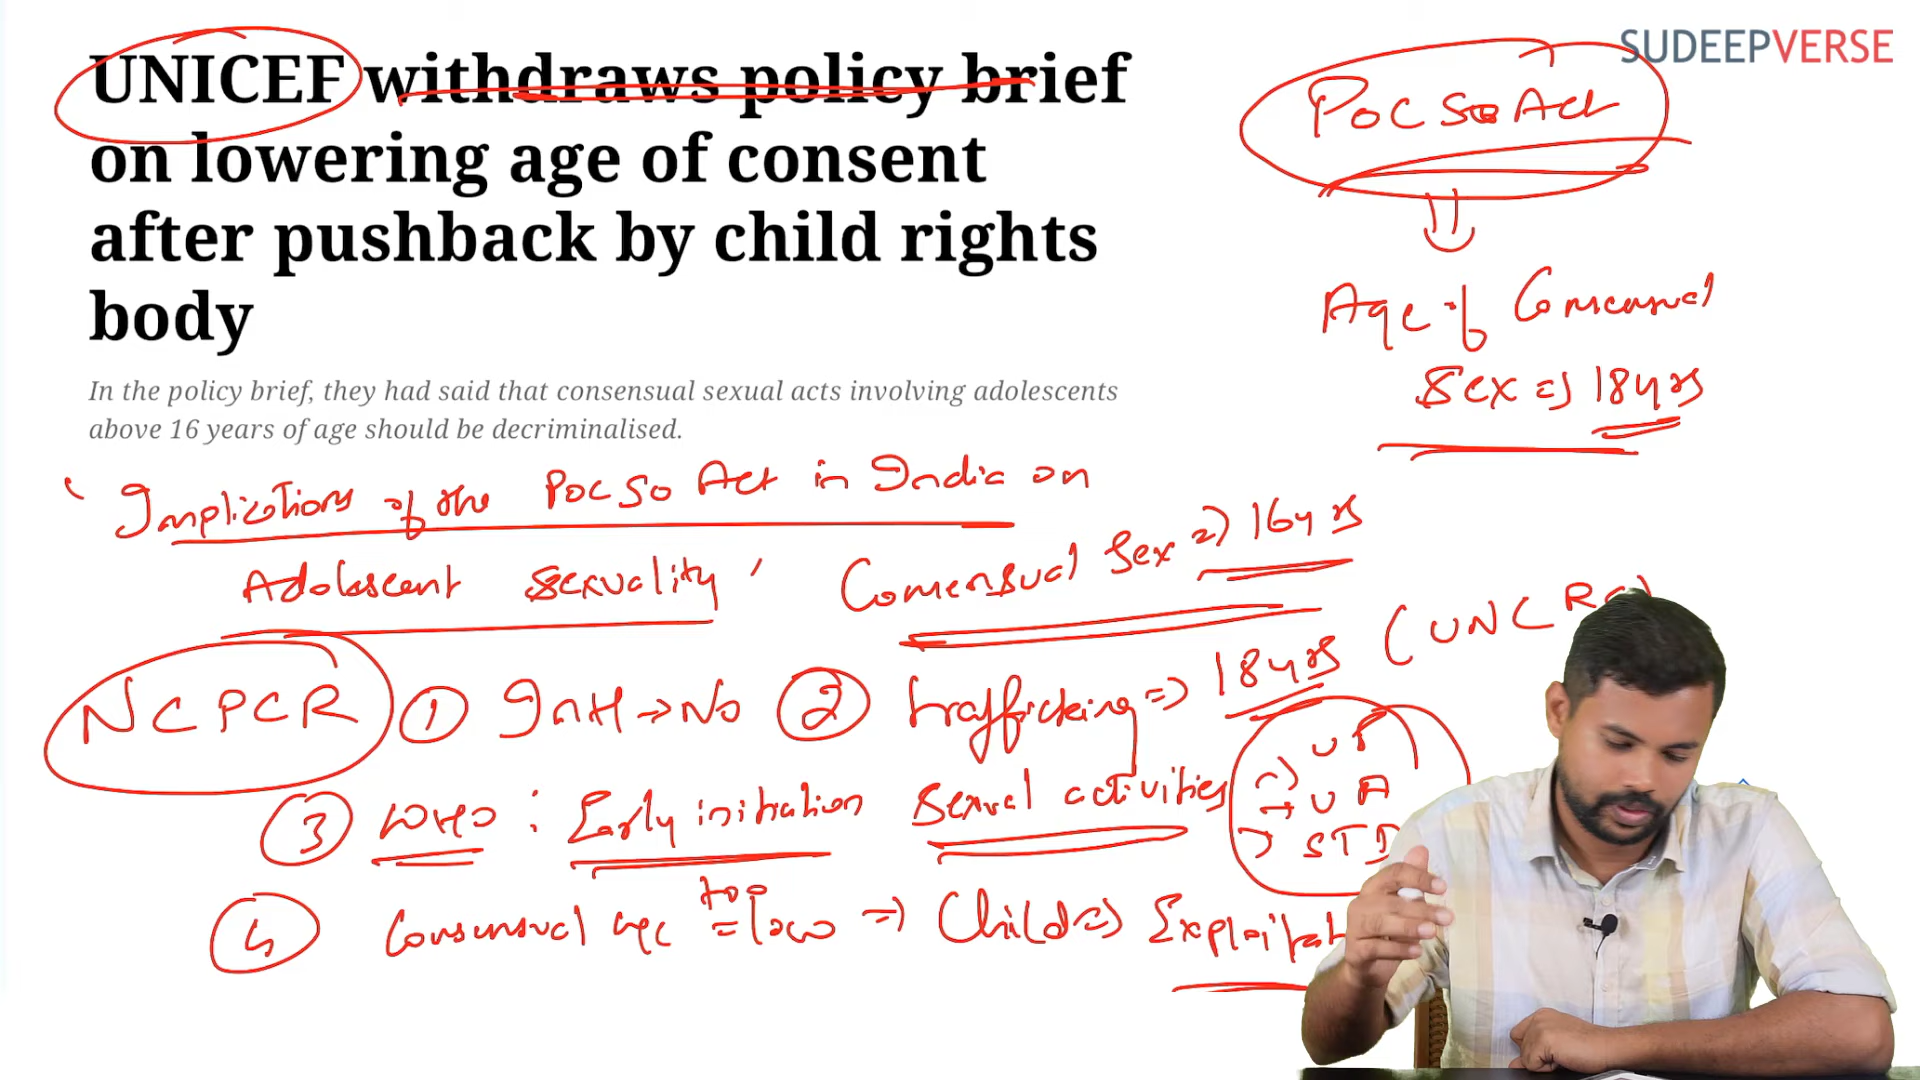 SUDEEPVERSE
UNICEF withdraws policy brief
on lowering age of consent
after pushback by child rights
body
In the policy brief, they had said that consensual sexual acts involving adolescents
above 16 years of age should be decriminalised.
POCSO Act
Age of Consensual
Sex => 18 yrs
' Implications of the POCSO Act in India on
Adolescent sexuality '
Consensual Sex => 16 yrs
NCPCR
① Intl → No ② trafficking => 18 yrs (UNCRC)
③ WHO : Early initiation sexual activities
→ UP
→ UA
→ STD
④ Consensual age = too low => Child =>